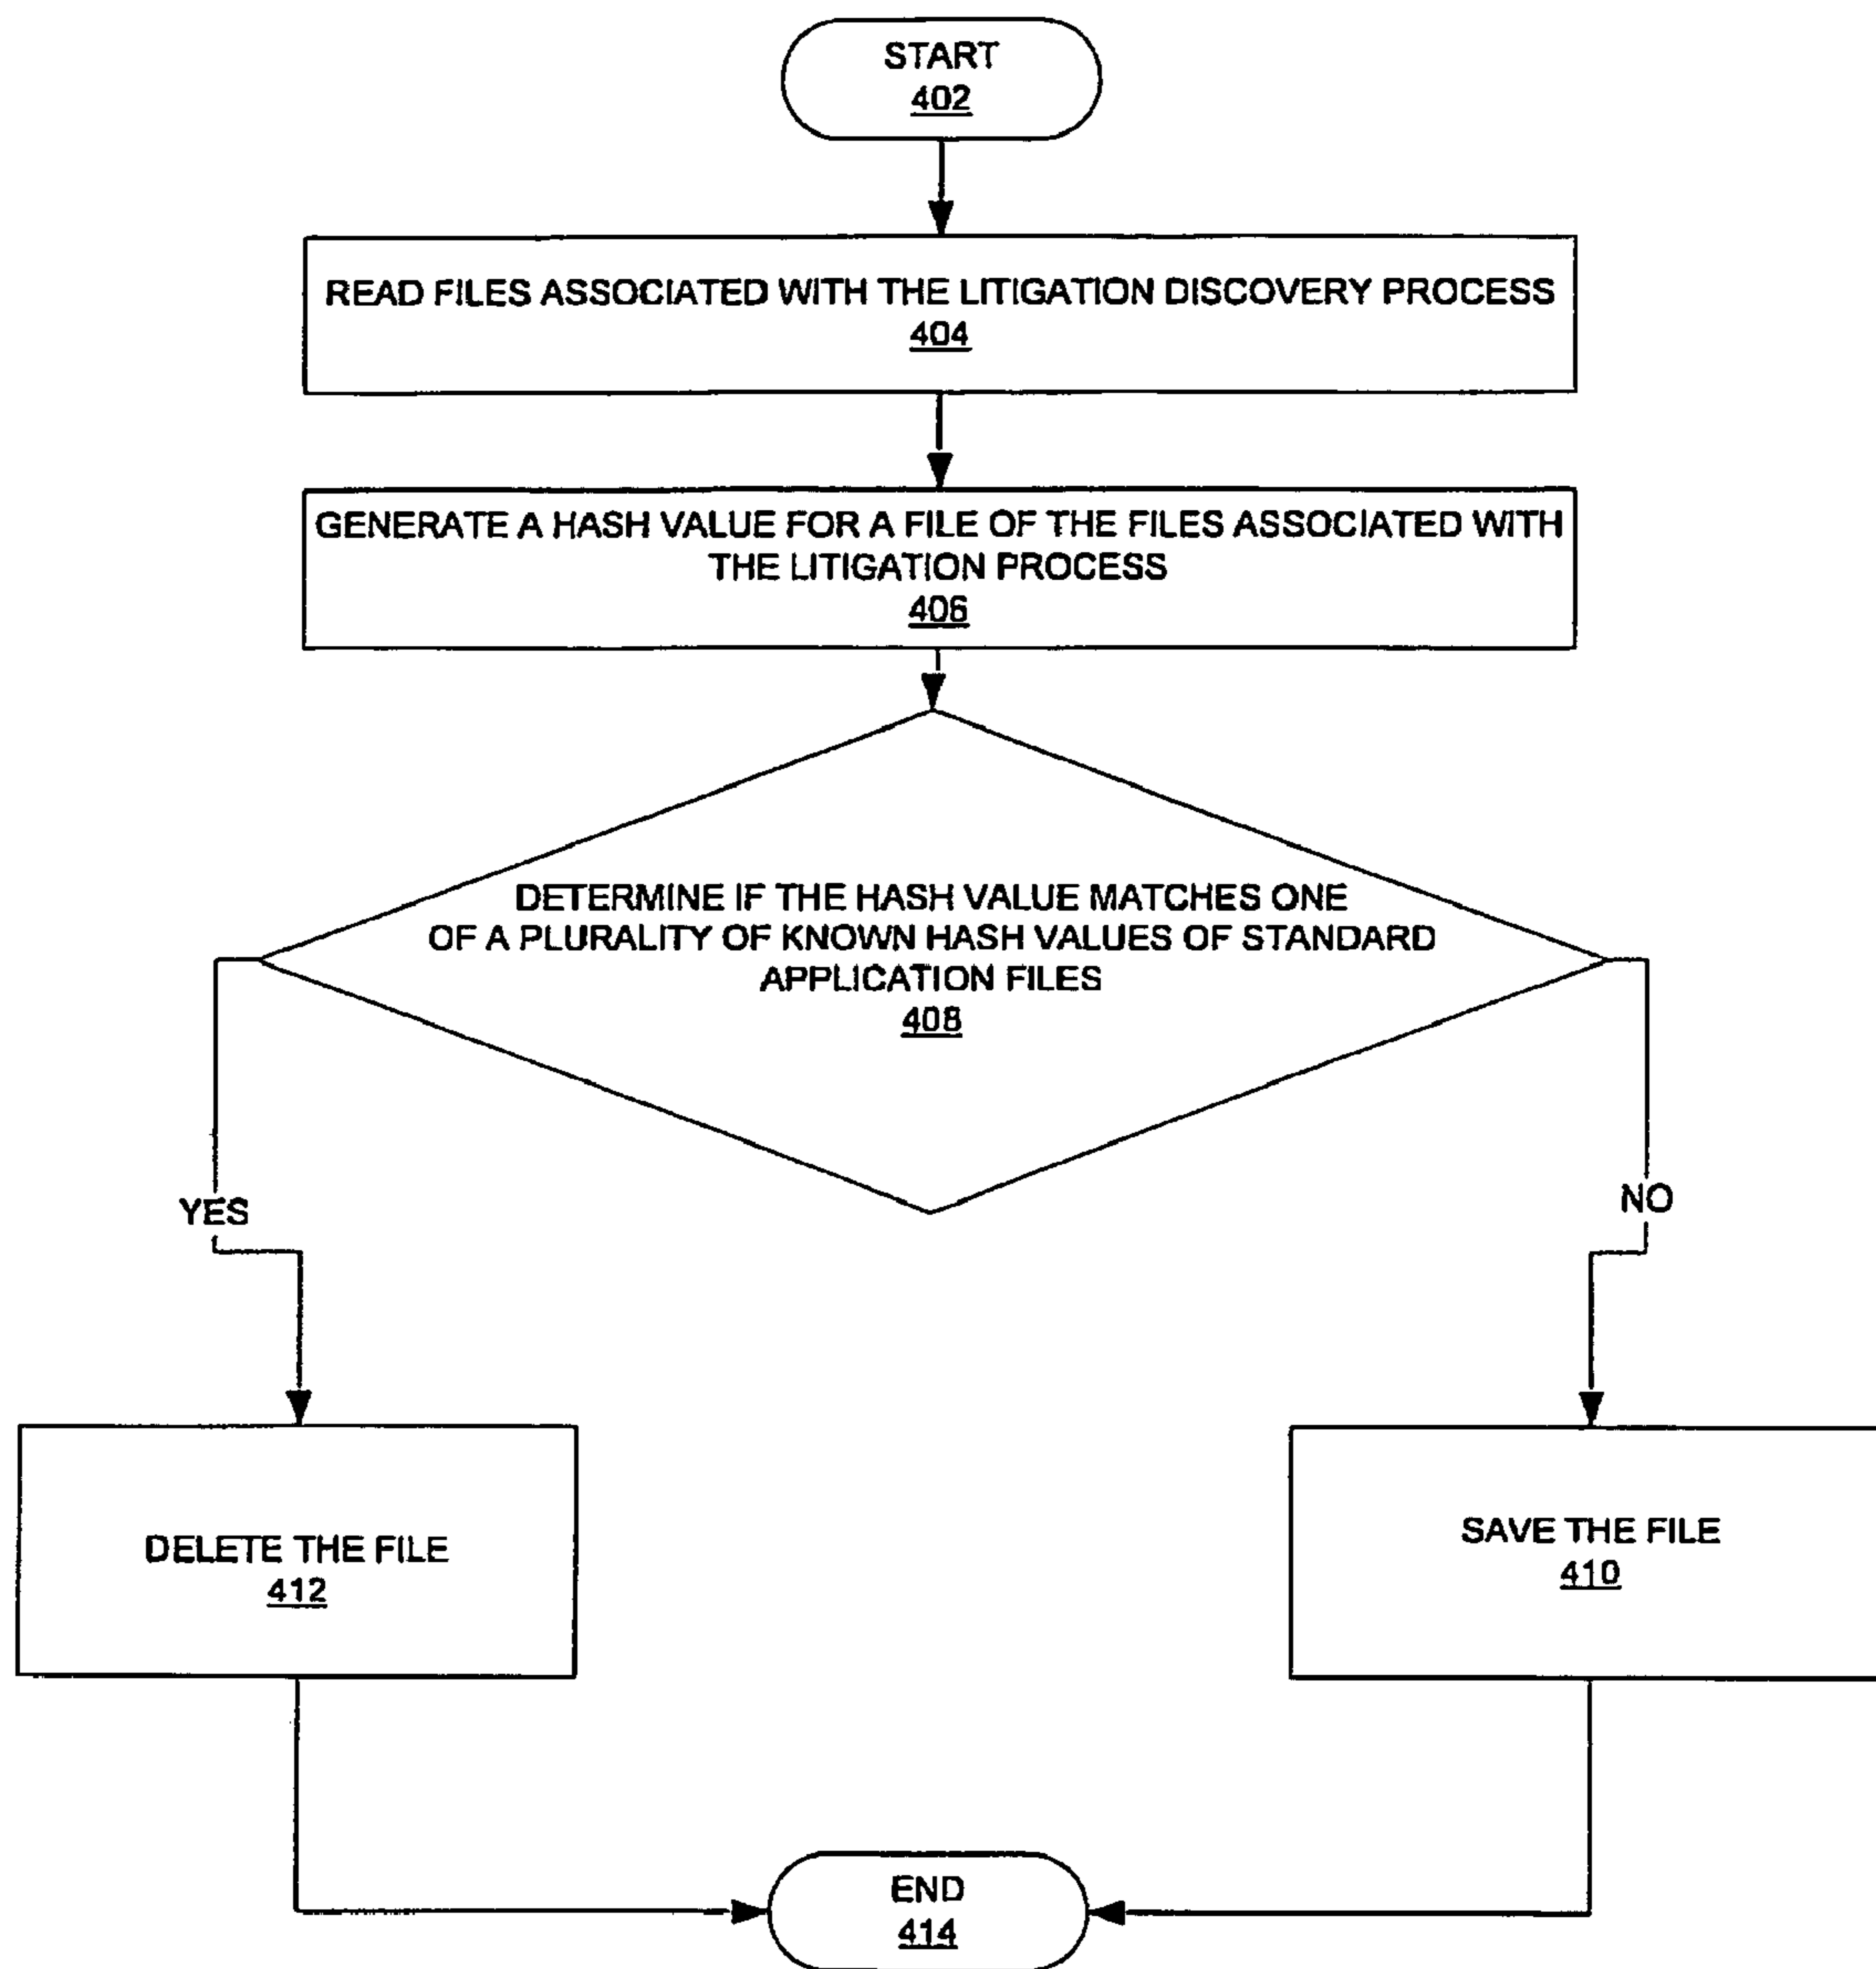 START
402
READ FILES ASSOCIATED WITH THE LITIGATION DISCOVERY PROCESS
404
GENERATE A HASH VALUE FOR A FILE OF THE FILES ASSOCIATED WITH
THE LITIGATION PROCESS
406
DETERMINE IF THE HASH VALUE MATCHES ONE
OF A PLURALITY OF KNOWN HASH VALUES OF STANDARD
APPLICATION FILES
408
YES
NO
DELETE THE FILE
412
SAVE THE FILE
410
END
414